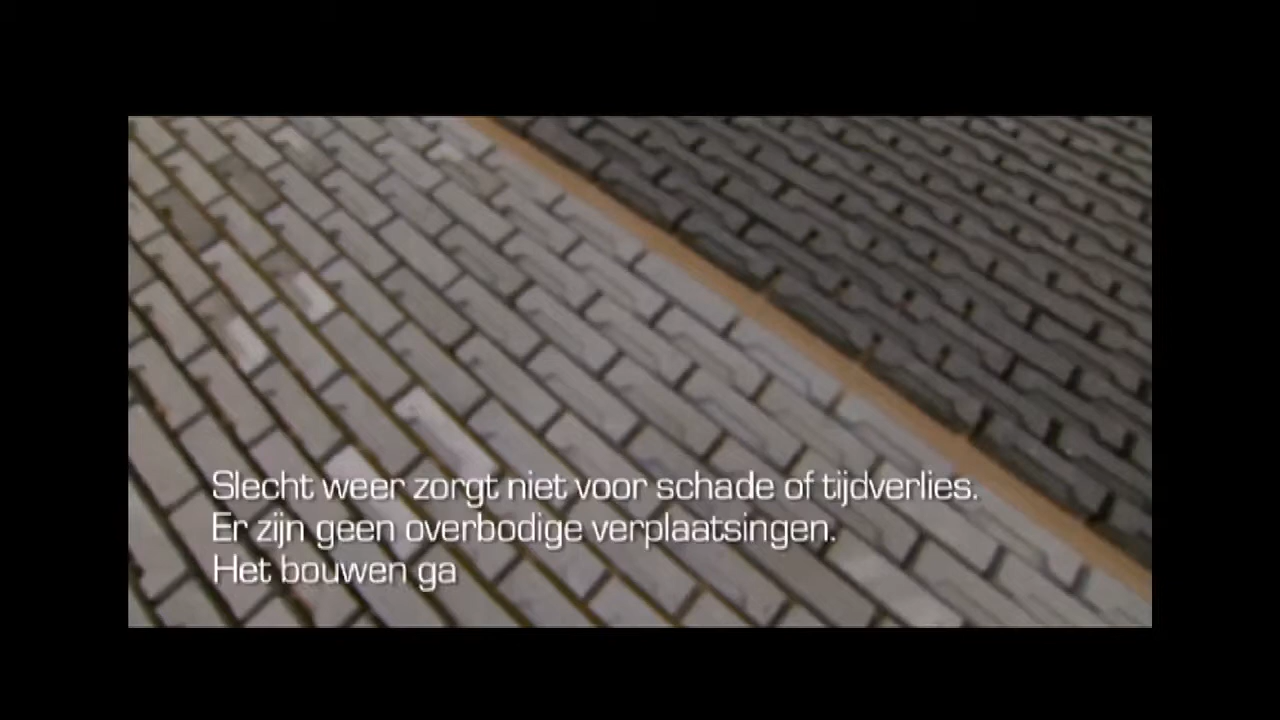 Slecht weer zorgt niet voor schade of tijdverlies.
Er zijn geen overbodige verplaatsingen.
Het bouwen ga